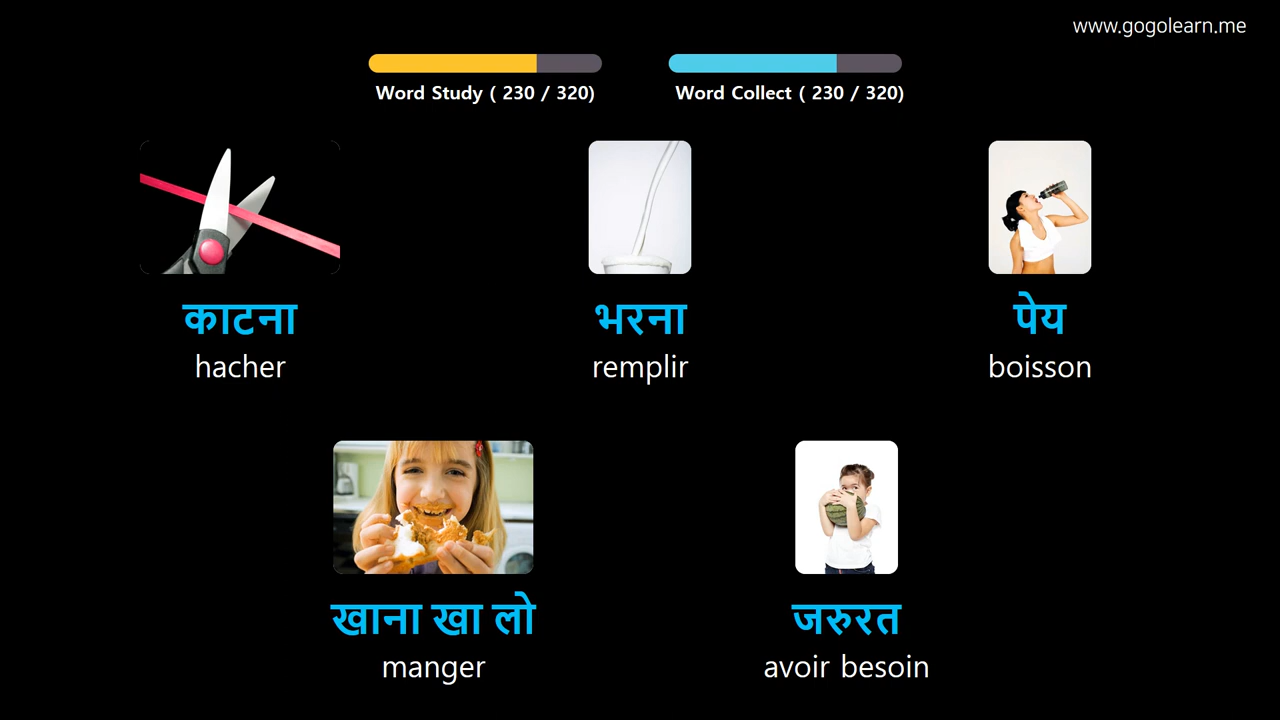 www.gogolearn.me
Word Study ( 230 / 320)
Word Collect ( 230 / 320)
काटना
hacher
भरना
remplir
पेय
boisson
खाना खा लो
manger
जरुरत
avoir besoin